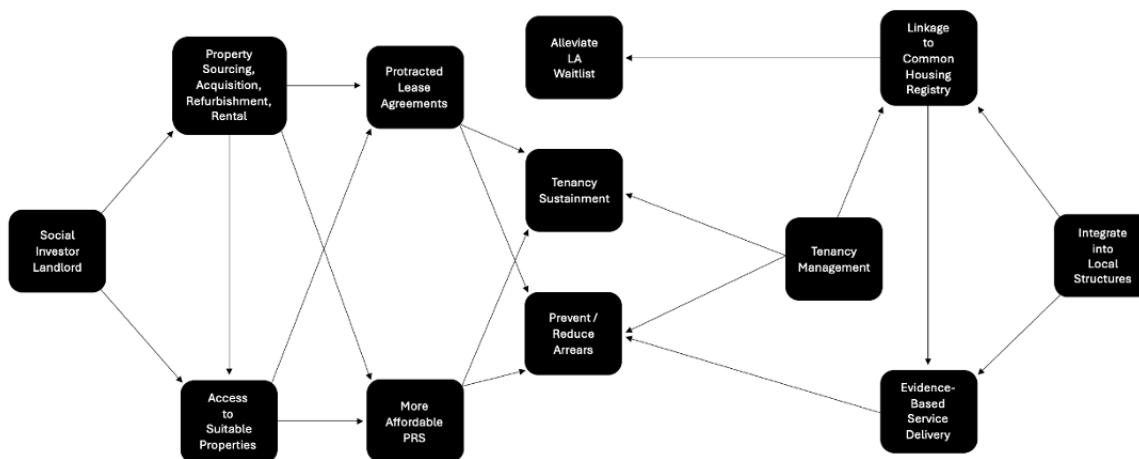 Property
Sourcing,
Acquisition,
Refurbishment,
Rental
Protracted
Lease
Agreements
Alleviate
LA
Waitlist
Linkage
to
Common
Housing
Registry
Tenancy
Sustainment
Social
Investor
Landlord
Tenancy
Management
Integrate
into
Local
Structures
Prevent /
Reduce
Arrears
Access
to
Suitable
Properties
More
Affordable
PRS
Evidence-
Based
Service
Delivery